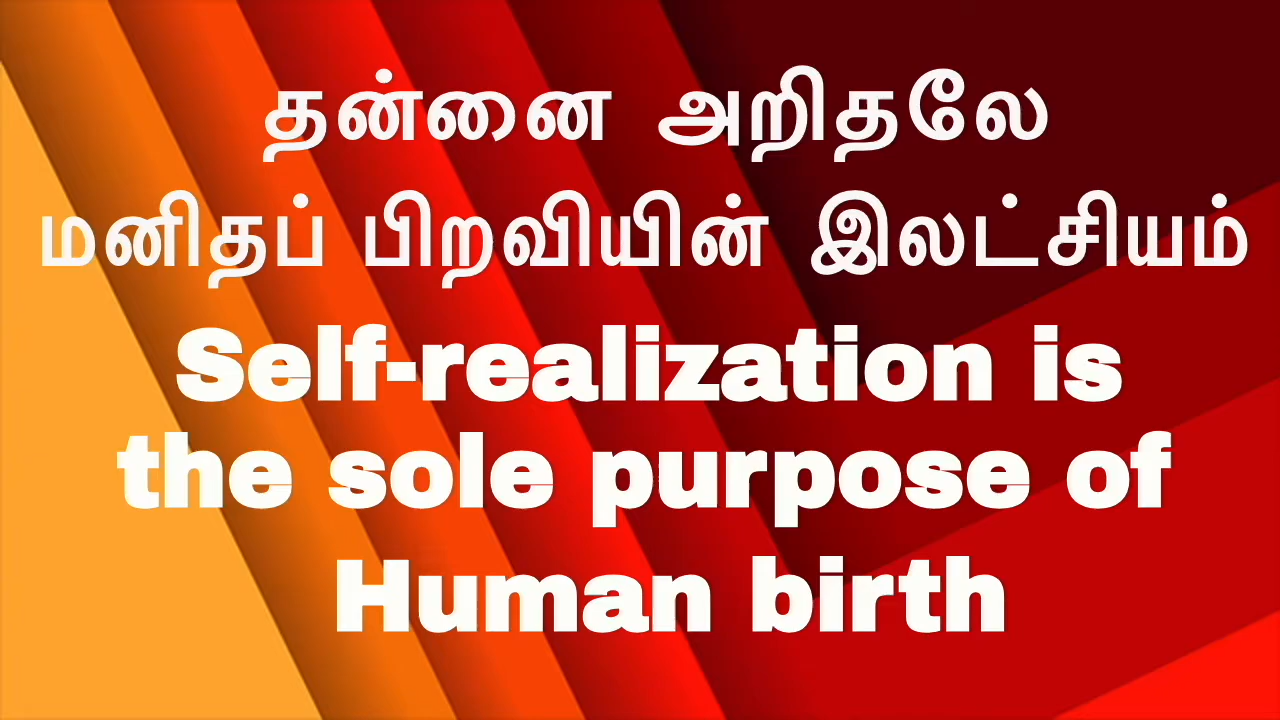 தன்னை அறிதலே
மனிதப் பிறவியின் இலட்சியம்
Self-realization is
the sole purpose of
Human birth